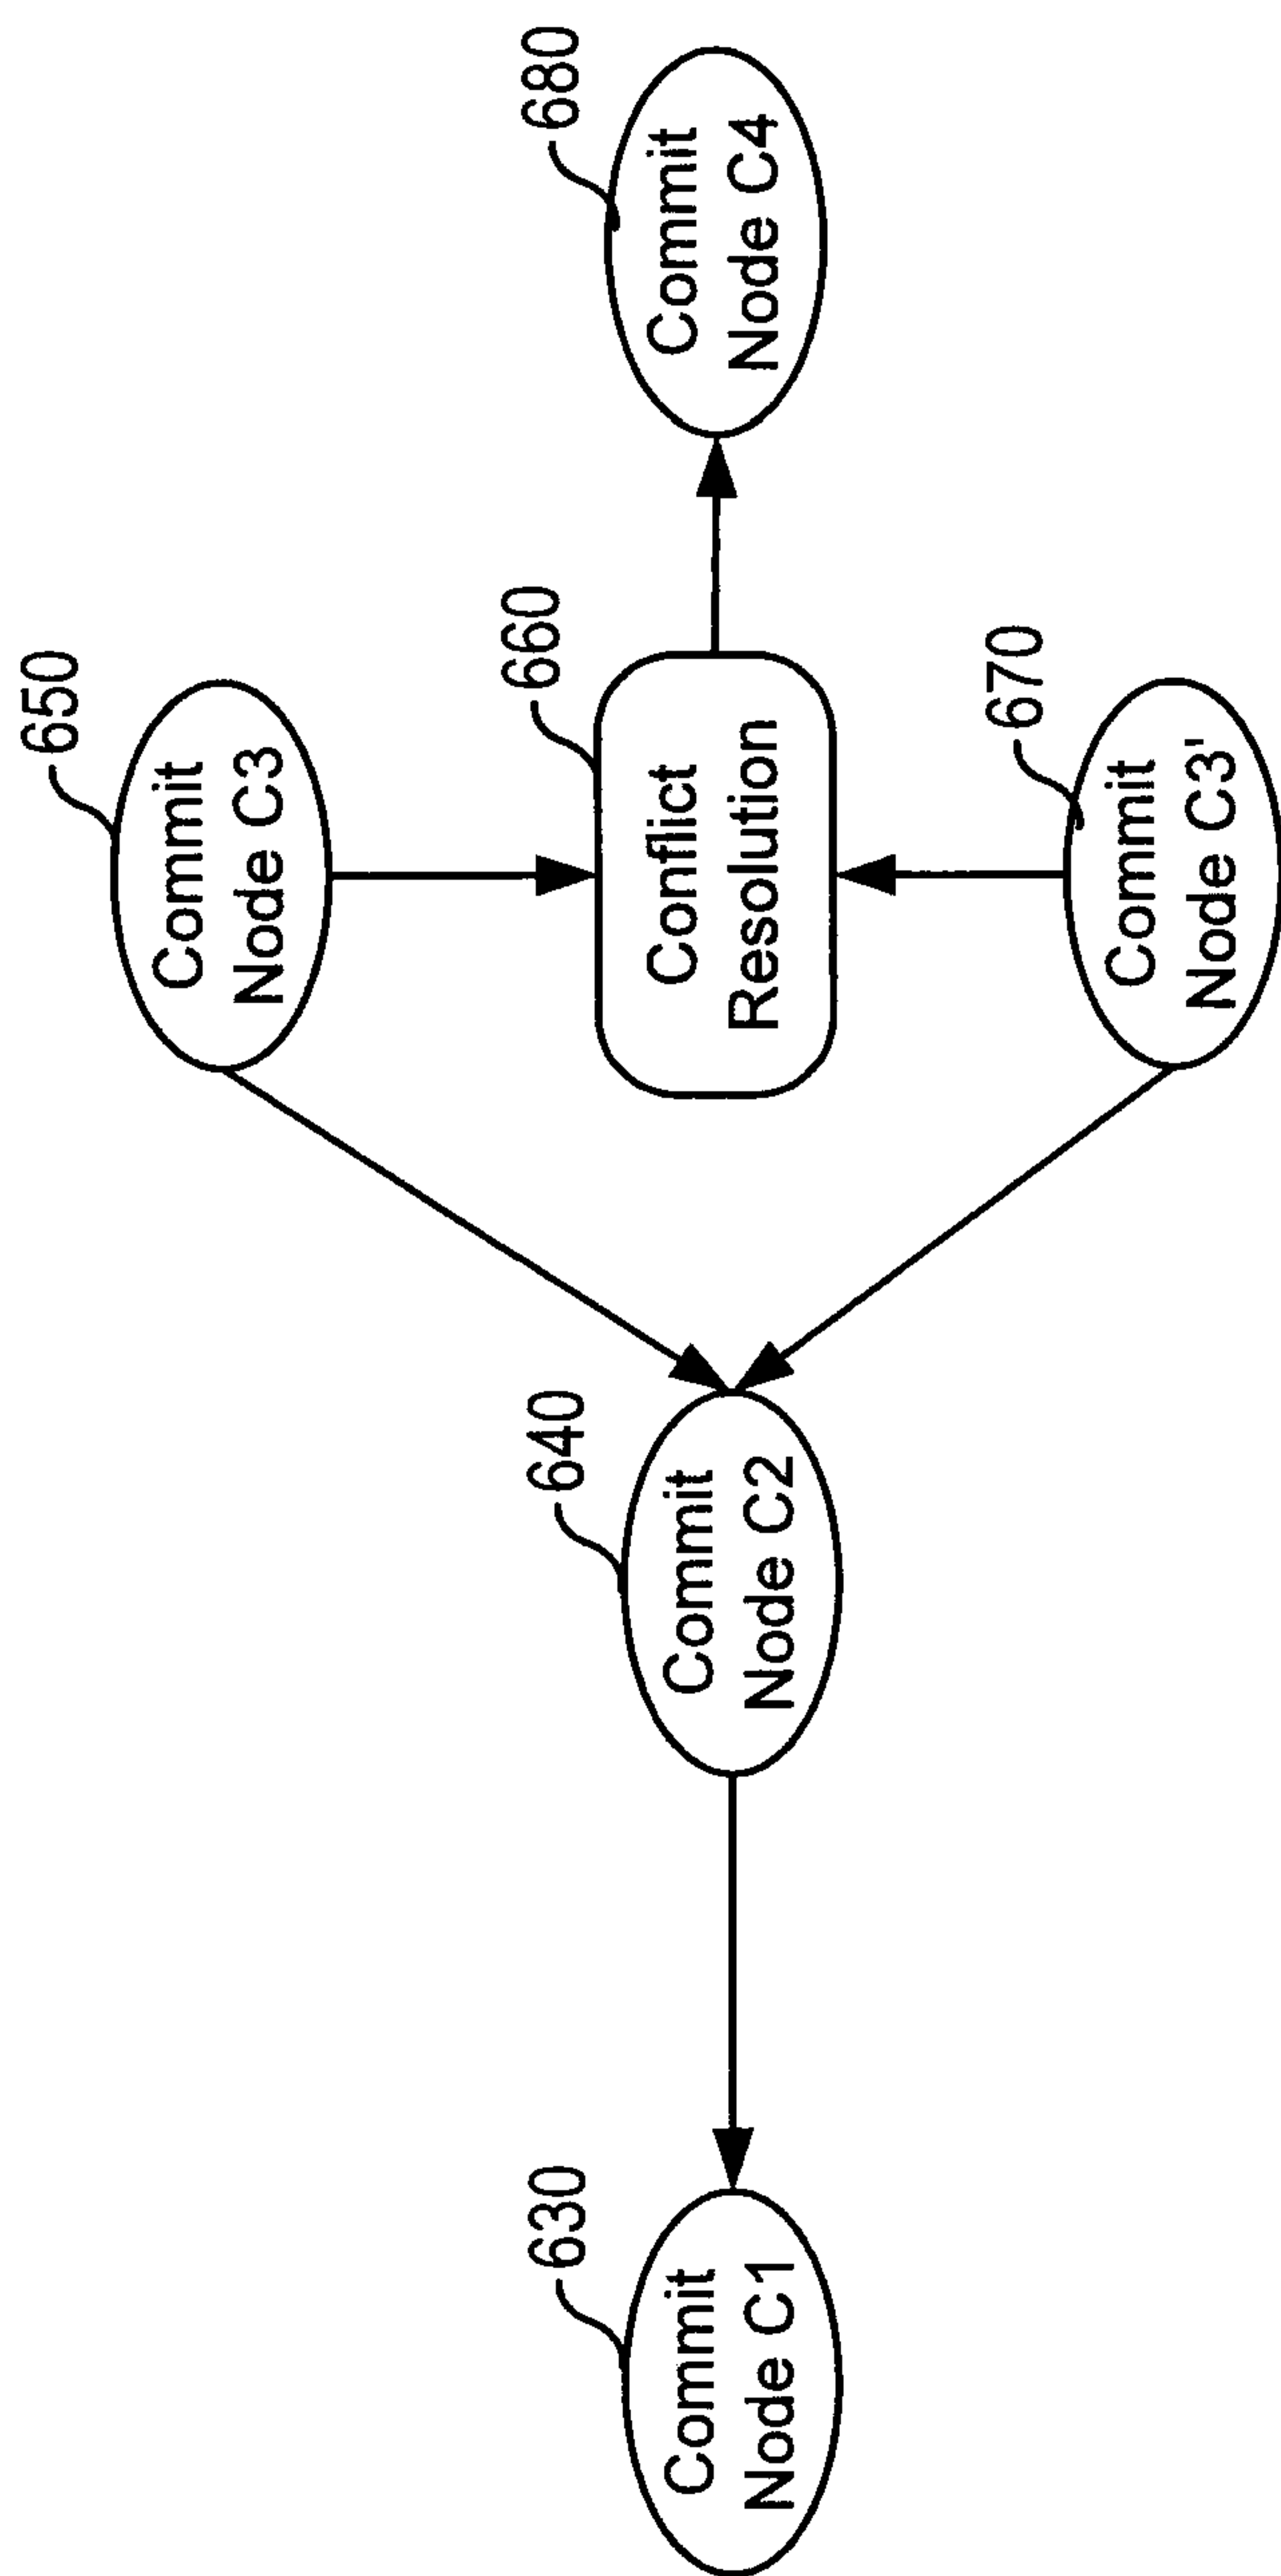 630
Commit
Node C1
640
Commit
Node C2
650
Commit
Node C3
660
Conflict
Resolution
670
Commit
Node C3'
680
Commit
Node C4